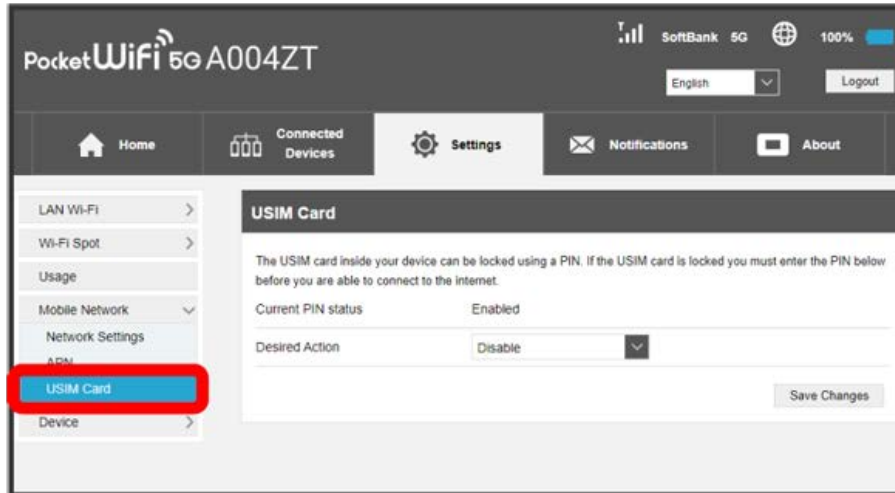 Pocket WiFi 5G A004ZT
SoftBank 5G 100%
English
Logout
Home
Connected Devices
Settings
Notifications
About
LAN Wi-Fi
Wi-Fi Spot
Usage
Mobile Network
Network Settings
APN
USIM Card
Device
USIM Card
The USIM card inside your device can be locked using a PIN. If the USIM card is locked you must enter the PIN below
before you are able to connect to the internet.
Current PIN status Enabled
Desired Action Disable
Save Changes